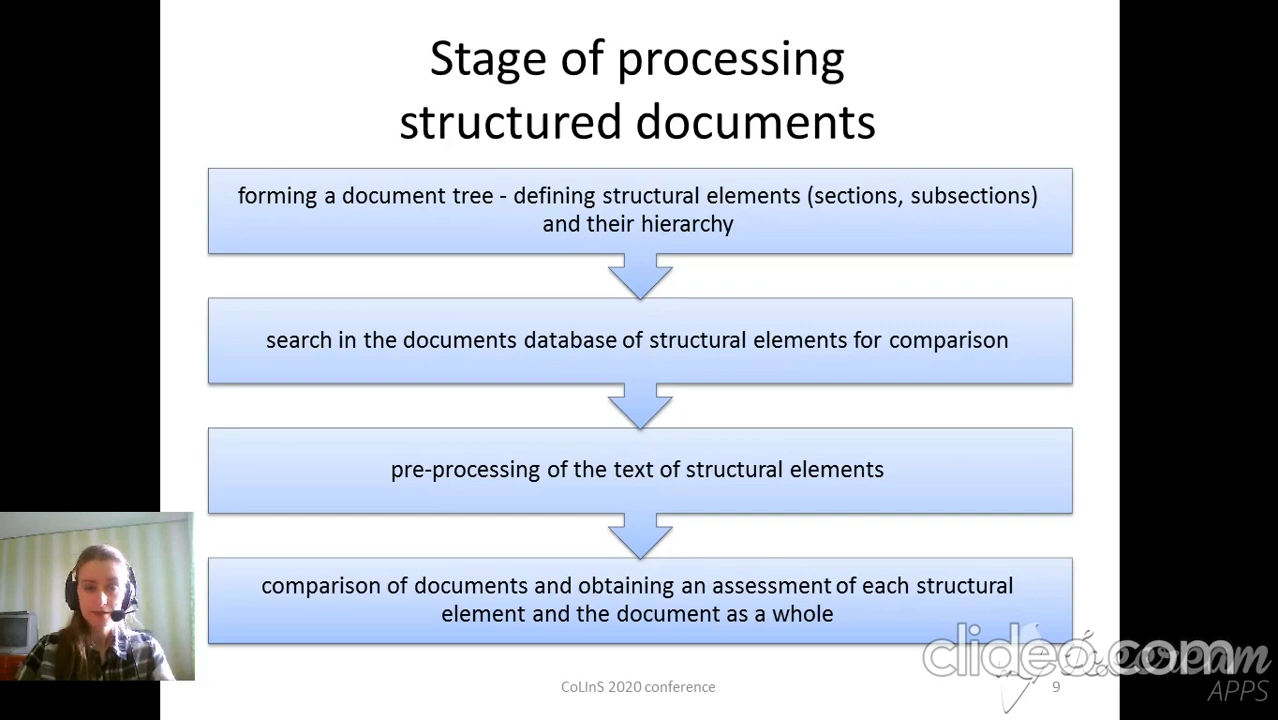 Stage of processing
structured documents
forming a document tree - defining structural elements (sections, subsections)
and their hierarchy
search in the documents database of structural elements for comparison
pre-processing of the text of structural elements
comparison of documents and obtaining an assessment of each structural
element and the document as a whole
clideo.com
APPS
CoLInS 2020 conference
9